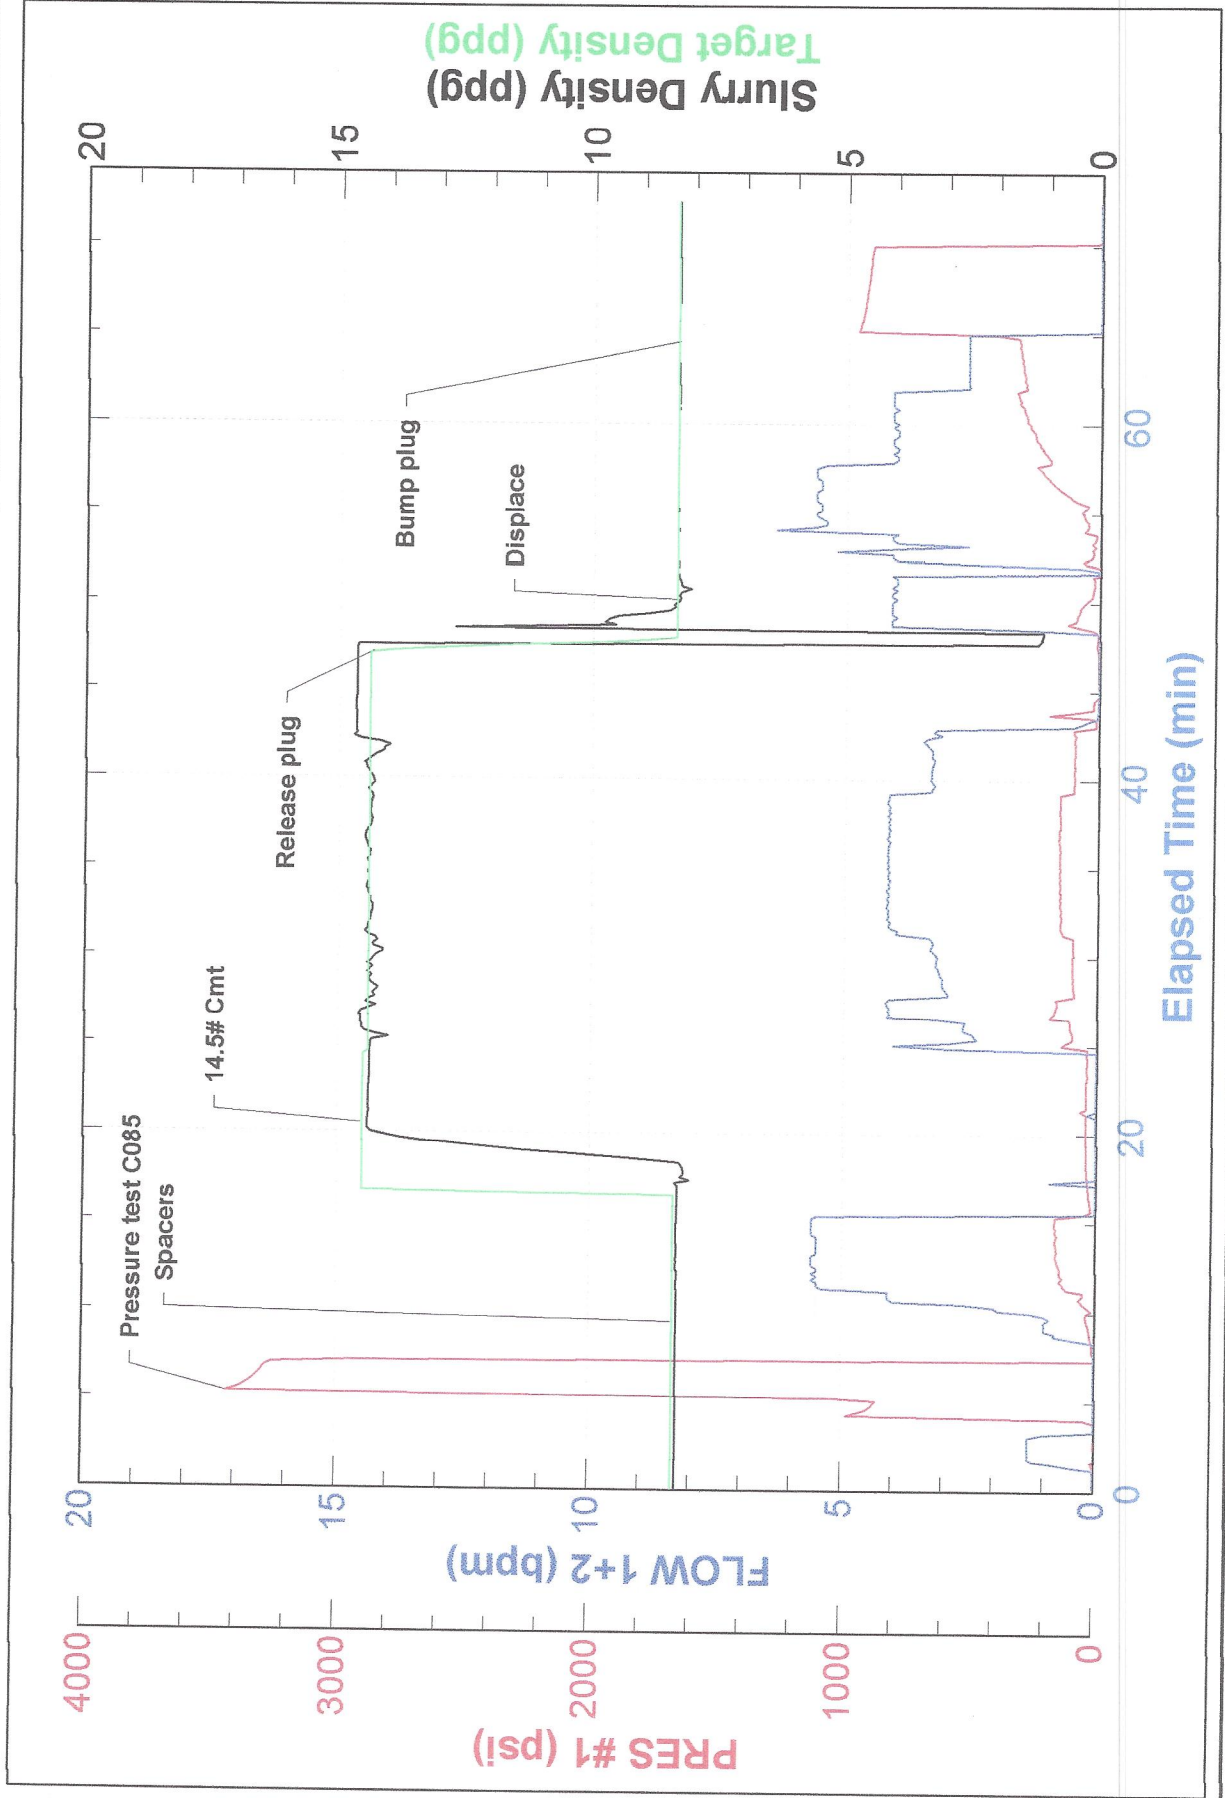 PRES #1 (psi)
4000
3000
2000
1000
0
FLOW 1+2 (bpm)
20
15
10
5
0
Pressure test C085
Spacers
14.5# Cmt
Release plug
Displace
Bump plug
20
15
10
5
0
Slurry Density (ppg)
Target Density (ppg)
0
20
40
60
Elapsed Time (min)